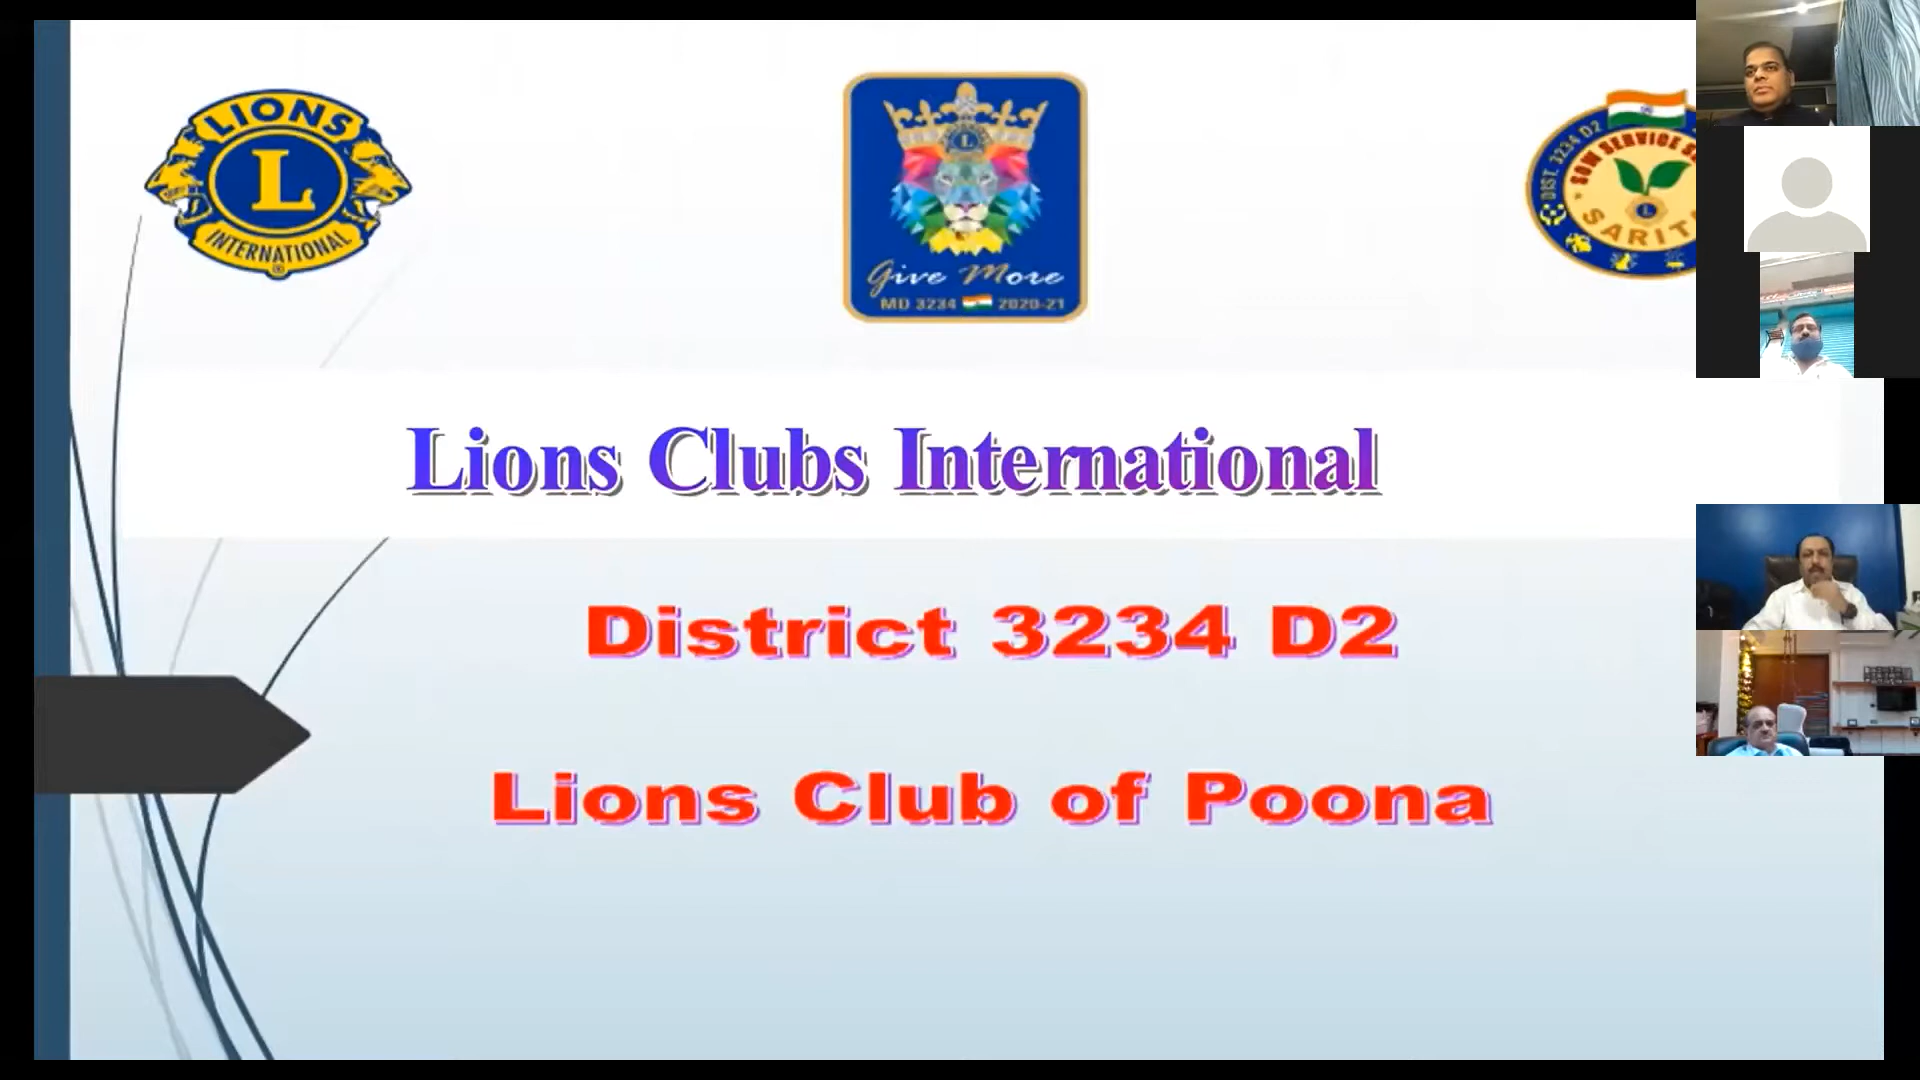 LIONS
L
INTERNATIONAL
Give More
MD 3234 2020-21
DIST. 3234 D2
SOW SERVICE
Lions Clubs International
District 3234 D2
Lions Club of Poona